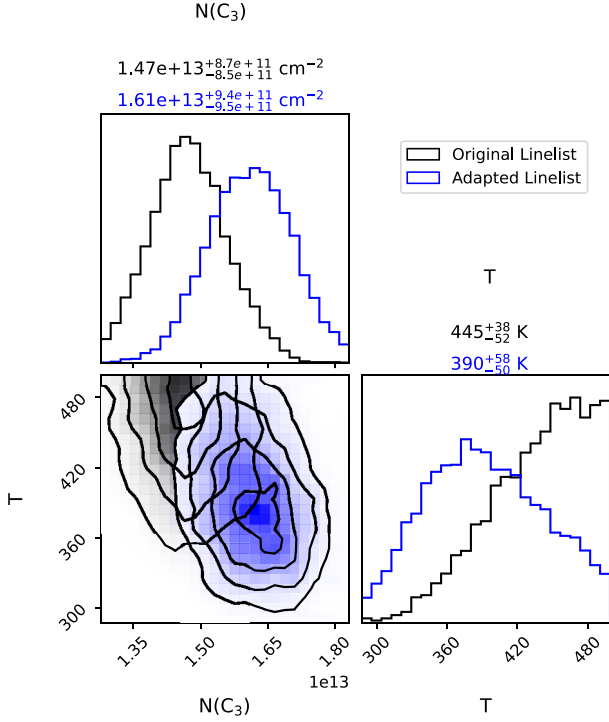 N(C₃)
1.47e+13 +8.7e+11 −8.5e+11 cm⁻²
1.61e+13 +9.4e+11 −9.5e+11 cm⁻²
Original Linelist
Adapted Linelist
T
445 +38 −52 K
390 +58 −50 K
480
420
360
300
T
1.35
1.50
1.65
1.80
1e13
N(C₃)
300
360
420
480
T